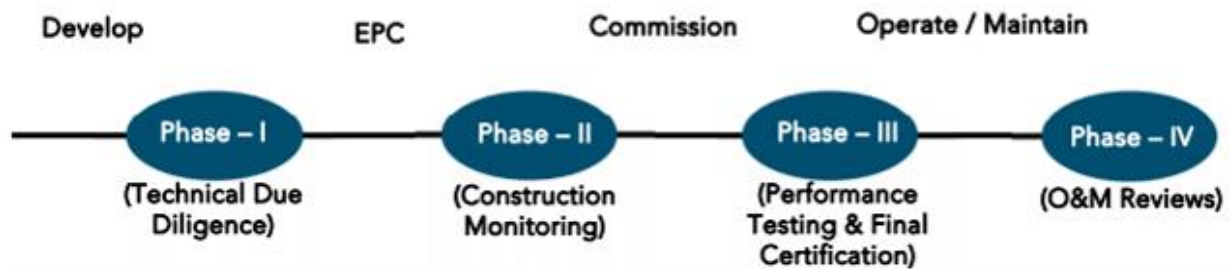 Develop
EPC
Commission
Operate / Maintain
Phase – I
Phase – II
Phase – III
Phase – IV
(Technical Due
Diligence)
(Construction
Monitoring)
(Performance
Testing & Final
Certification)
(O&M Reviews)